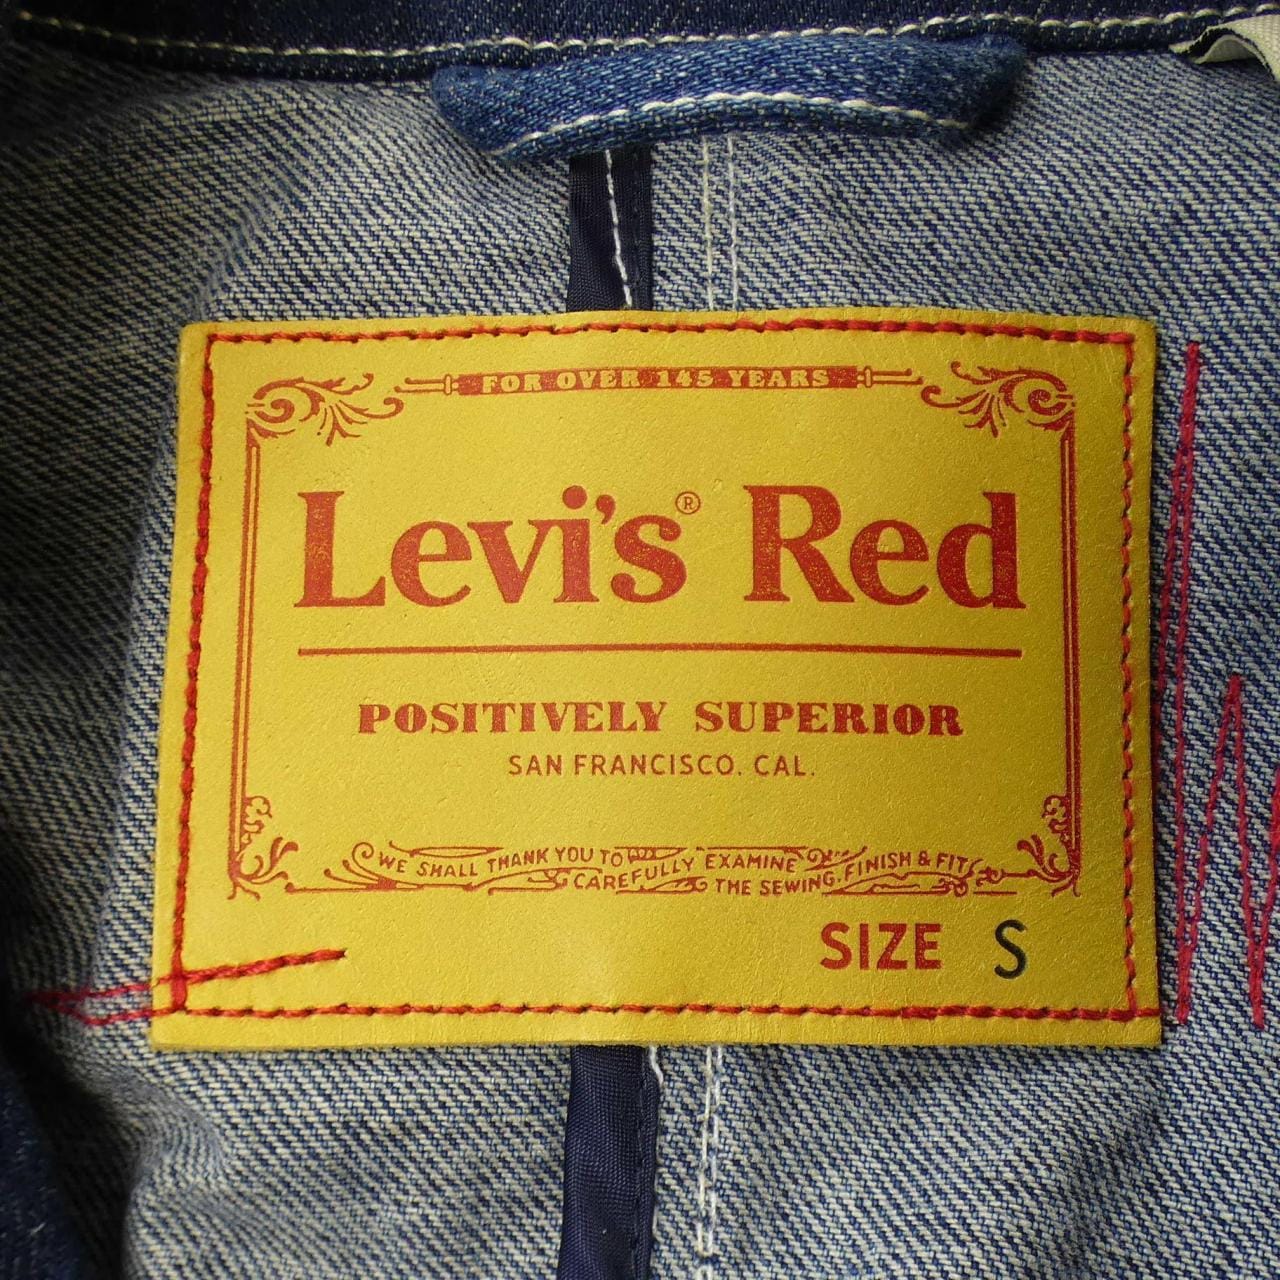 FOR OVER 145 YEARS
Levi's® Red
POSITIVELY SUPERIOR
SAN FRANCISCO. CAL.
WE SHALL THANK YOU TO CAREFULLY EXAMINE THE SEWING, FINISH & FIT
SIZE S